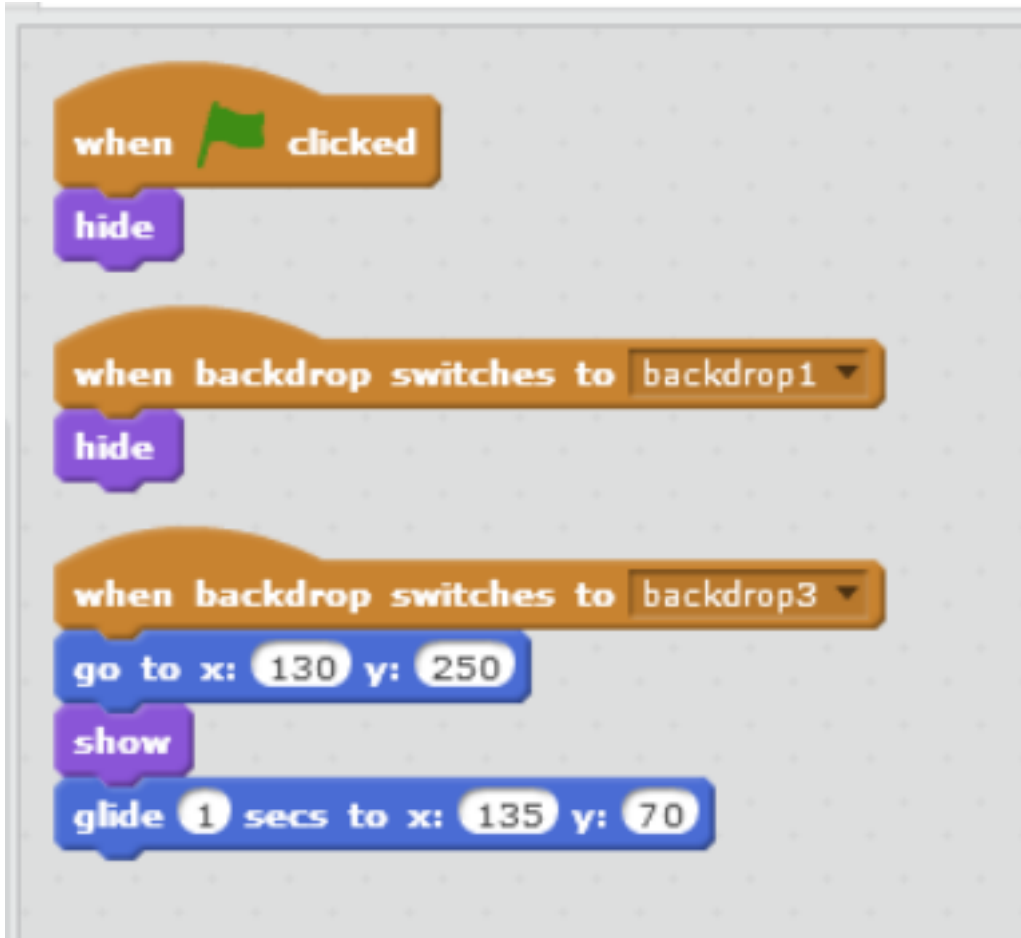 when clicked
hide
when backdrop switches to backdrop1
hide
when backdrop switches to backdrop3
go to x: 130 y: 250
show
glide 1 secs to x: 135 y: 70